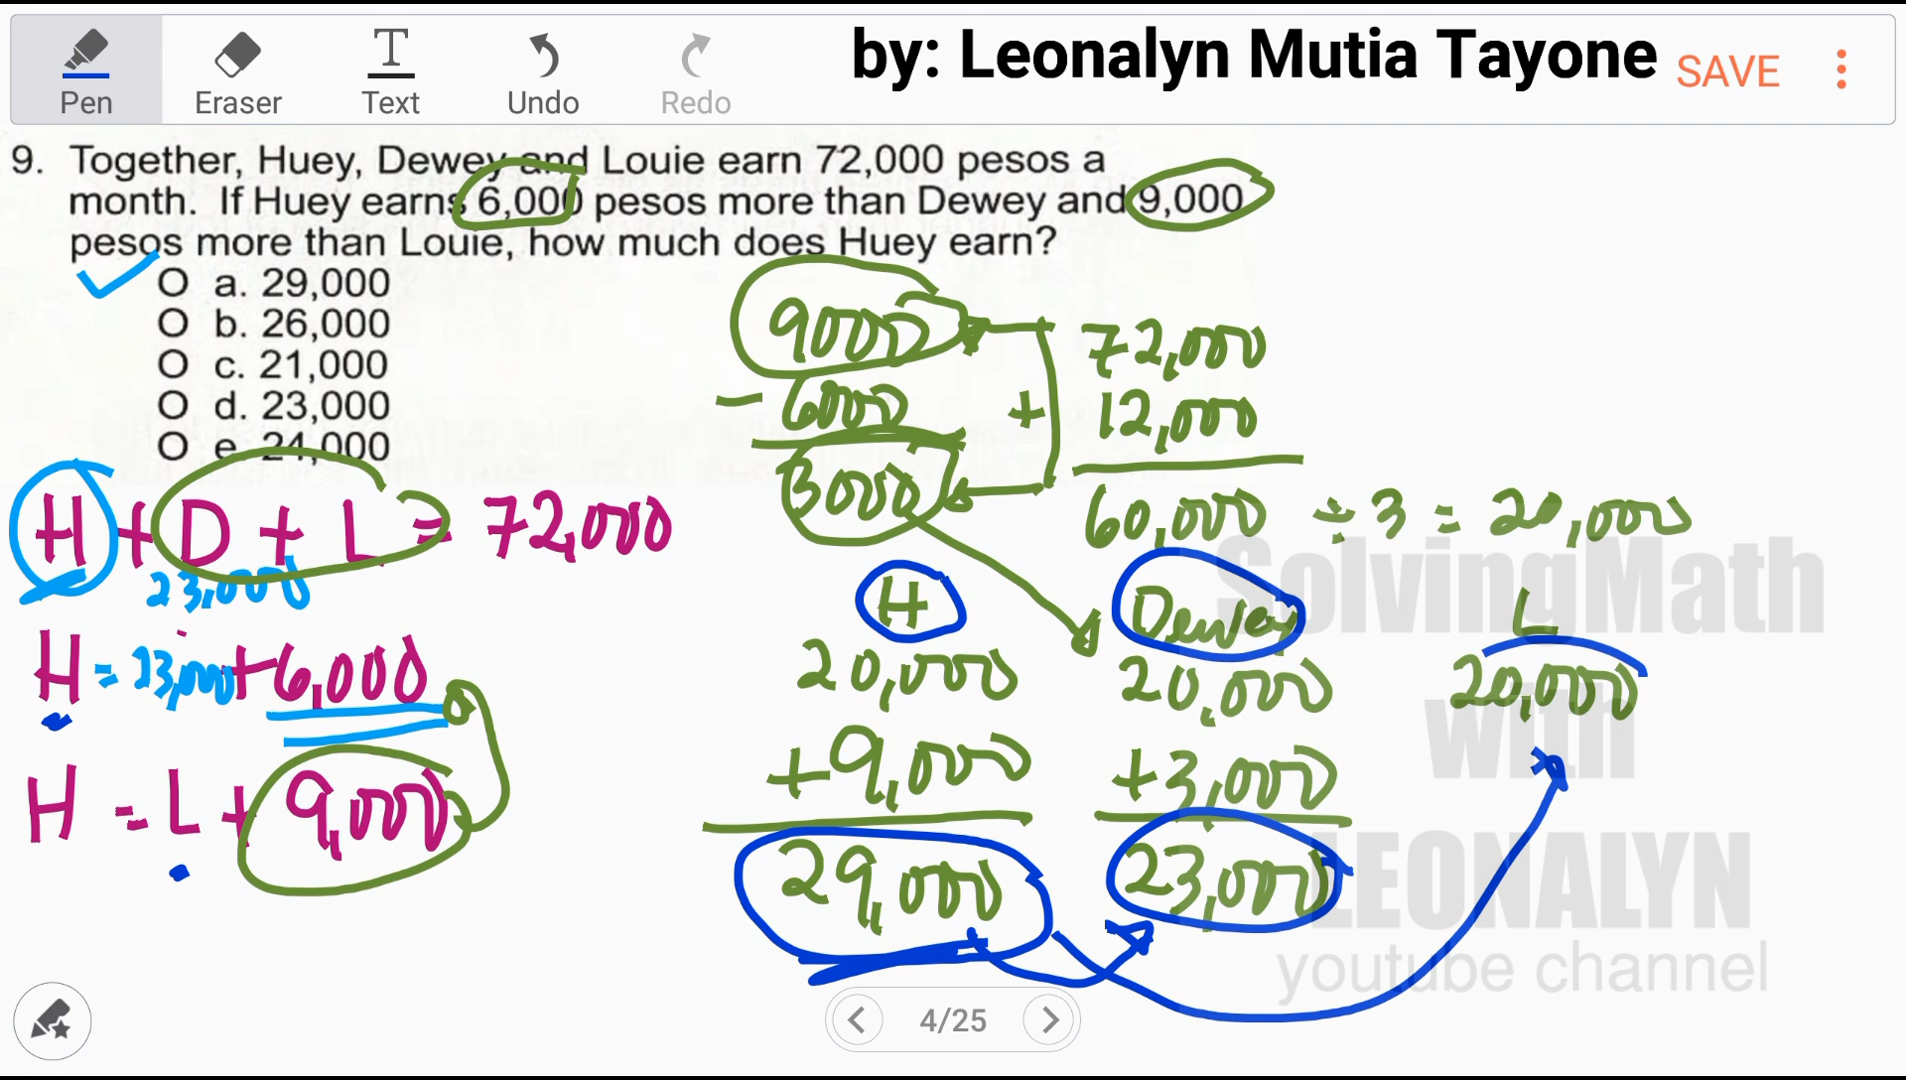 by: Leonalyn Mutia Tayone
SAVE
Pen
Eraser
Text
Undo
Redo
9. Together, Huey, Dewey and Louie earn 72,000 pesos a
month. If Huey earns 6,000 pesos more than Dewey and 9,000
pesos more than Louie, how much does Huey earn?
O a. 29,000
O b. 26,000
O c. 21,000
O d. 23,000
O e. 24,000
H + D + L = 72,000
23,000
H = 23,000 + 6,000
H = L + 9,000
9000
- 6000
3000
72,000
+ 12,000
60,000 ÷ 3 = 20,000
H
20,000
+9,000
29,000
Dewey
20,000
+3,000
23,000
L
20,000
SolvingMath
with
LEONALYN
youtube channel
4/25